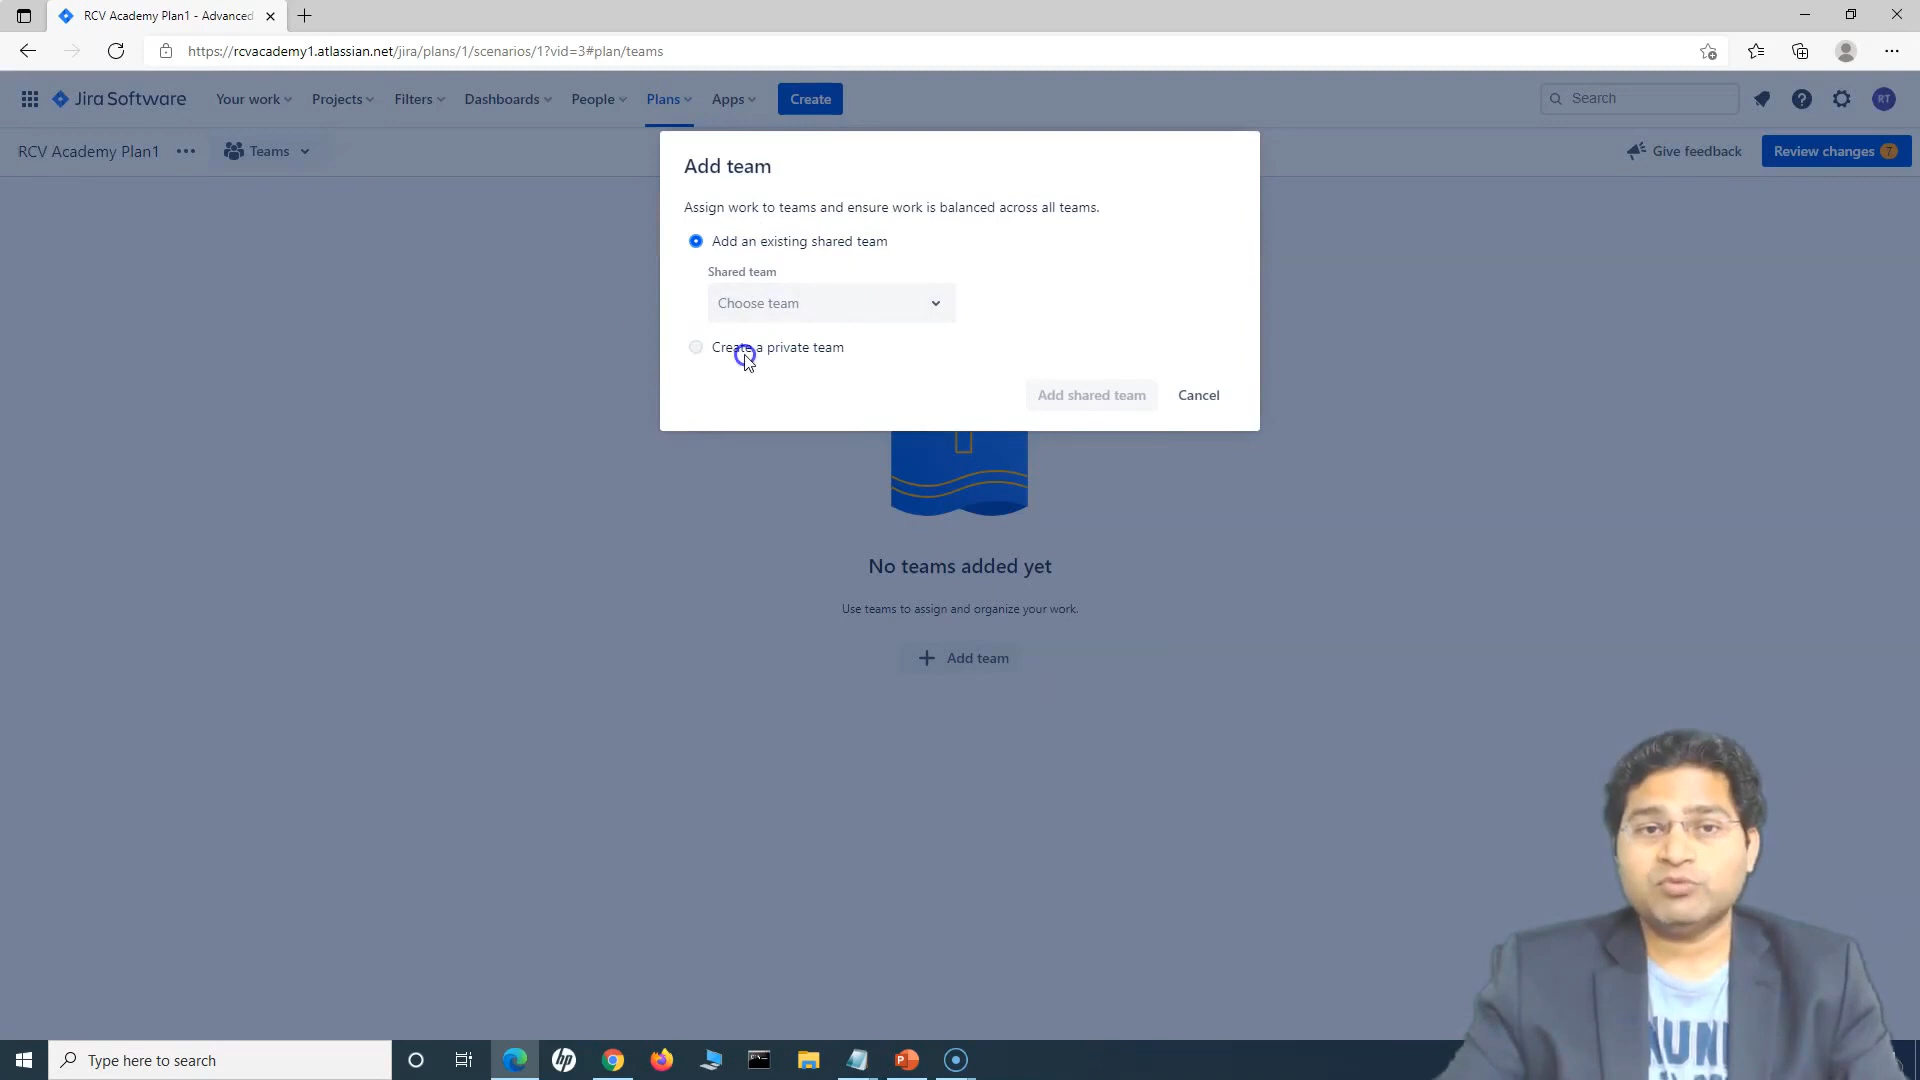 RCV Academy Plan1 - Advanced
https://rcvacademy1.atlassian.net/jira/plans/1/scenarios/1?vid=3#plan/teams
Jira Software Your work Projects Filters Dashboards People Plans Apps Create Search RT
RCV Academy Plan1 Teams Give feedback Review changes 7
Add team
Assign work to teams and ensure work is balanced across all teams.
Add an existing shared team
Shared team
Choose team
Create a private team
Add shared team Cancel
No teams added yet
Use teams to assign and organize your work.
Add team
Type here to search